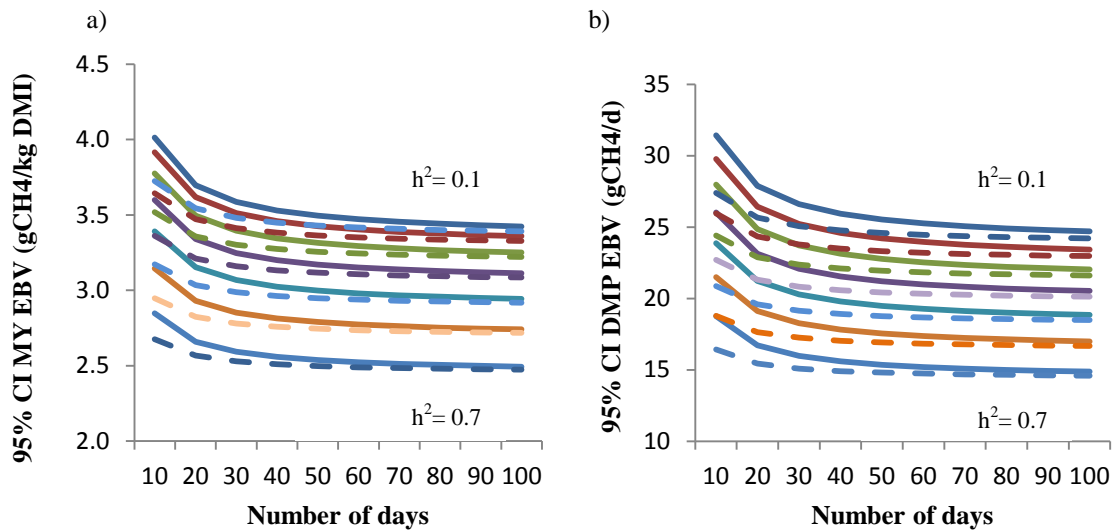 a)
95% CI MY EBV (gCH4/kg DMI)
4.5
4.0
3.5
3.0
2.5
2.0
h²= 0.1
h²= 0.7
10 20 30 40 50 60 70 80 90 100
Number of days
b)
95% CI DMP EBV (gCH4/d)
35
30
25
20
15
10
h²= 0.1
h²= 0.7
10 20 30 40 50 60 70 80 90 100
Number of days